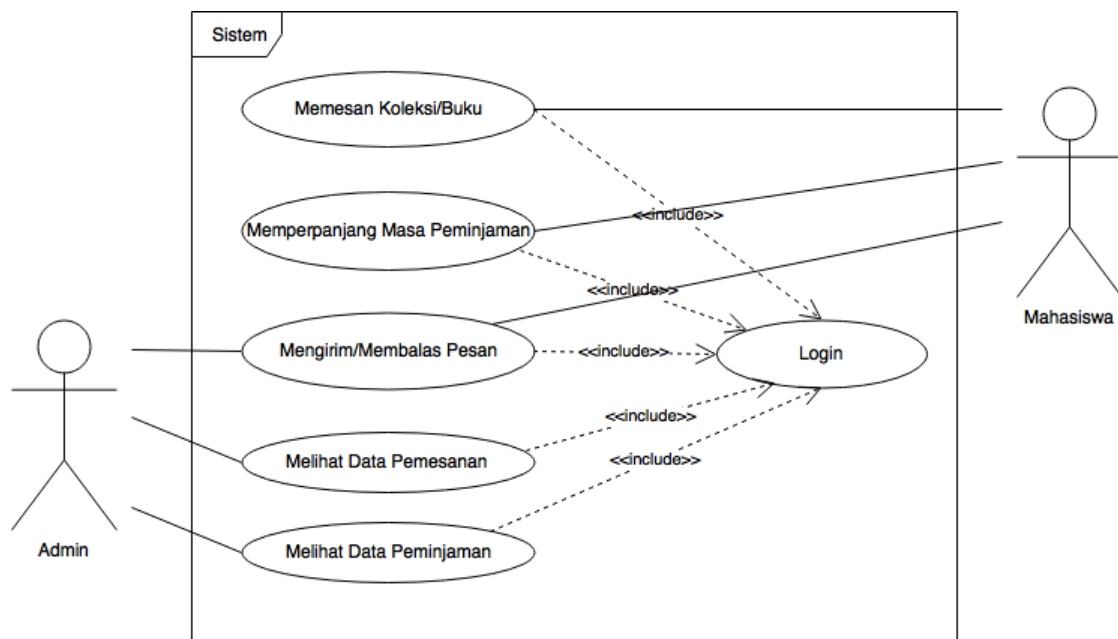 Sistem
Memesan Koleksi/Buku
<<include>>
Memperpanjang Masa Peminjaman
<<include>>
Mahasiswa
Mengirim/Membalas Pesan
<<include>>
Login
<<include>>
Melihat Data Pemesanan
<<include>>
Admin
Melihat Data Peminjaman